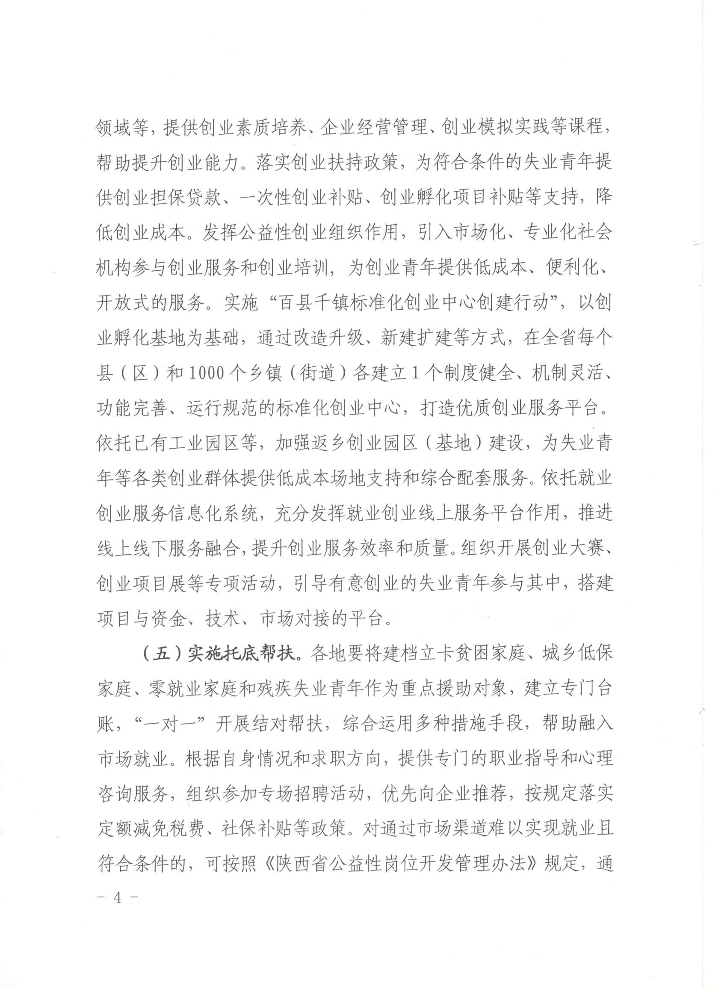 领域等，提供创业素质培养、企业经营管理、创业模拟实践等课程，
帮助提升创业能力。落实创业扶持政策，为符合条件的失业青年提
供创业担保贷款、一次性创业补贴、创业孵化项目补贴等支持，降
低创业成本。发挥公益性创业组织作用，引入市场化、专业化社会
机构参与创业服务和创业培训，为创业青年提供低成本、便利化、
开放式的服务。实施“百县千镇标准化创业中心创建行动”，以创
业孵化基地为基础，通过改造升级、新建扩建等方式，在全省每个
县（区）和1000个乡镇（街道）各建立1个制度健全、机制灵活、
功能完善、运行规范的标准化创业中心，打造优质创业服务平台。
依托已有工业园区等，加强返乡创业园区（基地）建设，为失业青
年等各类创业群体提供低成本场地支持和综合配套服务。依托就业
创业服务信息化系统，充分发挥就业创业线上服务平台作用，推进
线上线下服务融合，提升创业服务效率和质量。组织开展创业大赛、
创业项目展等专项活动，引导有意创业的失业青年参与其中，搭建
项目与资金、技术、市场对接的平台。
（五）实施托底帮扶。各地要将建档立卡贫困家庭、城乡低保
家庭、零就业家庭和残疾失业青年作为重点援助对象，建立专门台
账，“一对一”开展结对帮扶，综合运用多种措施手段，帮助融入
市场就业。根据自身情况和求职方向，提供专门的职业指导和心理
咨询服务，组织参加专场招聘活动，优先向企业推荐，按规定落实
定额减免税费、社保补贴等政策。对通过市场渠道难以实现就业且
符合条件的，可按照《陕西省公益性岗位开发管理办法》规定，通
- 4 -